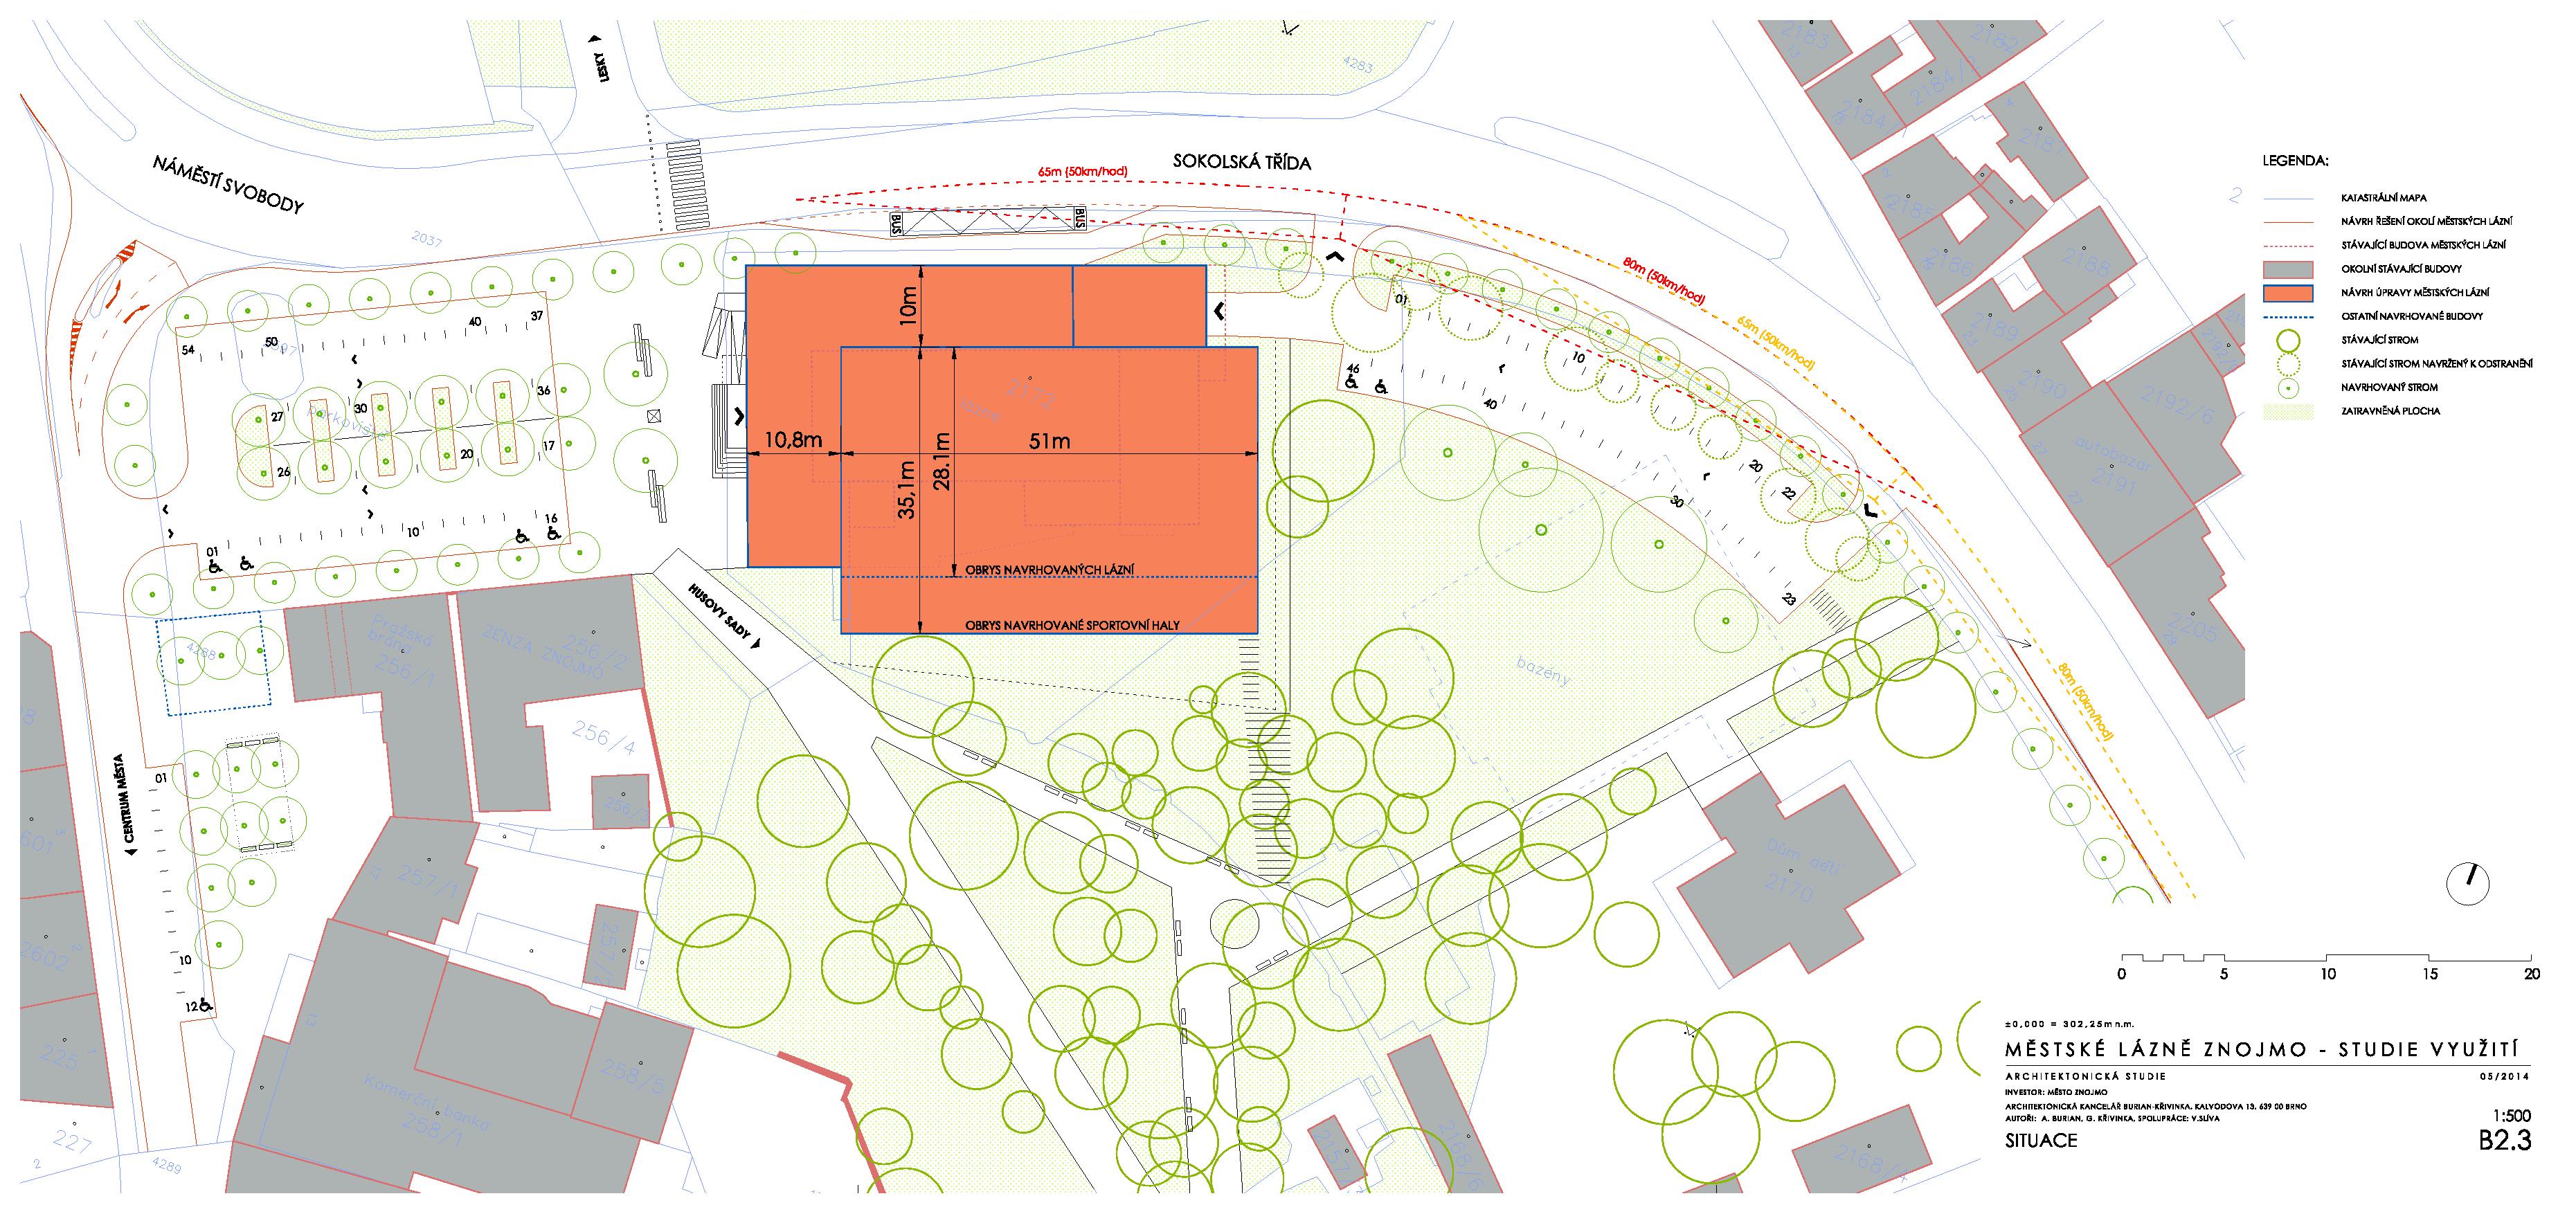 LESKY
4283
NÁMĚSTÍ SVOBODY
2037
SOKOLSKÁ TŘÍDA
65m (50km/hod)
BUS
BUS
80m (50km/hod)
65m (50km/hod)
80m (50km/hod)
2183
2182
2184
2184
218
2186
2188
2189
2190
2192/6
autobazar
2191
2205
2
54
50
40
37
36
27
30
26
20
17
Parkoviště
01
10
16
10m
10,8m
51m
35,1m
28.1m
2172
OBRYS NAVRHOVANÝCH LÁZNÍ
OBRYS NAVRHOVANÉ SPORTOVNÍ HALY
HUSOVY SADY
01
10
46
40
20
22
30
23
bazény
4288
Pražská
brána
256/1
ZENZA ZNOJMO
256/2
256/4
256/3
CENTRUM MĚSTA
01
10
12
257/1
601
2602
225
227
2
4289
Komerční banka
258/1
258/5
Dům dětí
2170
2168/6
LEGENDA:
KATASTRÁLNÍ MAPA
NÁVRH ŘEŠENÍ OKOLÍ MĚSTSKÝCH LÁZNÍ
STÁVAJÍCÍ BUDOVA MĚSTSKÝCH LÁZNÍ
OKOLNÍ STÁVAJÍCÍ BUDOVY
NÁVRH ÚPRAVY MĚSTSKÝCH LÁZNÍ
OSTATNÍ NAVRHOVANÉ BUDOVY
STÁVAJÍCÍ STROM
STÁVAJÍCÍ STROM NAVRŽENÝ K ODSTRANĚNÍ
NAVRHOVANÝ STROM
ZATRAVNĚNÁ PLOCHA
0 5 10 15 20
±0,000 = 302,25m n.m.
MĚSTSKÉ LÁZNĚ ZNOJMO - STUDIE VYUŽITÍ
ARCHITEKTONICKÁ STUDIE 05/2014
INVESTOR: MĚSTO ZNOJMO
ARCHITEKTONICKÁ KANCELÁŘ BURIAN-KŘIVINKA, KALVODOVA 13, 639 00 BRNO
AUTOŘI: A. BURIAN, G. KŘIVINKA, SPOLUPRÁCE: V.SLÍVA
1:500
SITUACE B2.3